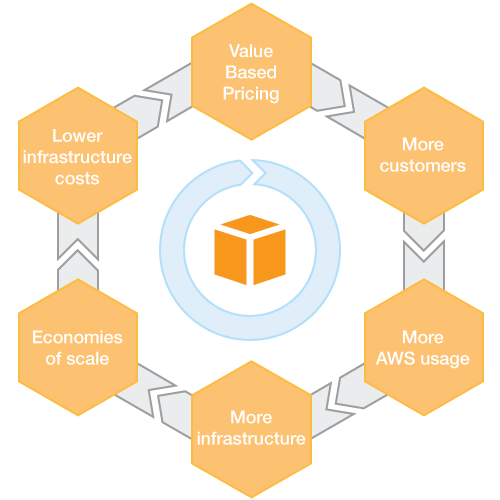 Value
Based
Pricing
More
customers
More
AWS usage
More
infrastructure
Economies
of scale
Lower
infrastructure
costs